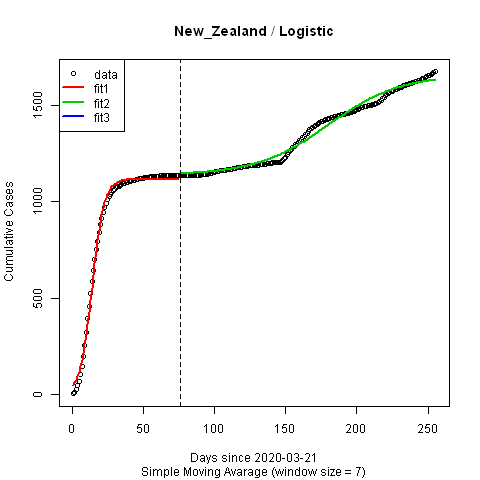 New_Zealand / Logistic
data
fit1
fit2
fit3
Cumulative Cases
0
500
1000
1500
0
50
100
150
200
250
Days since 2020-03-21
Simple Moving Avarage (window size = 7)